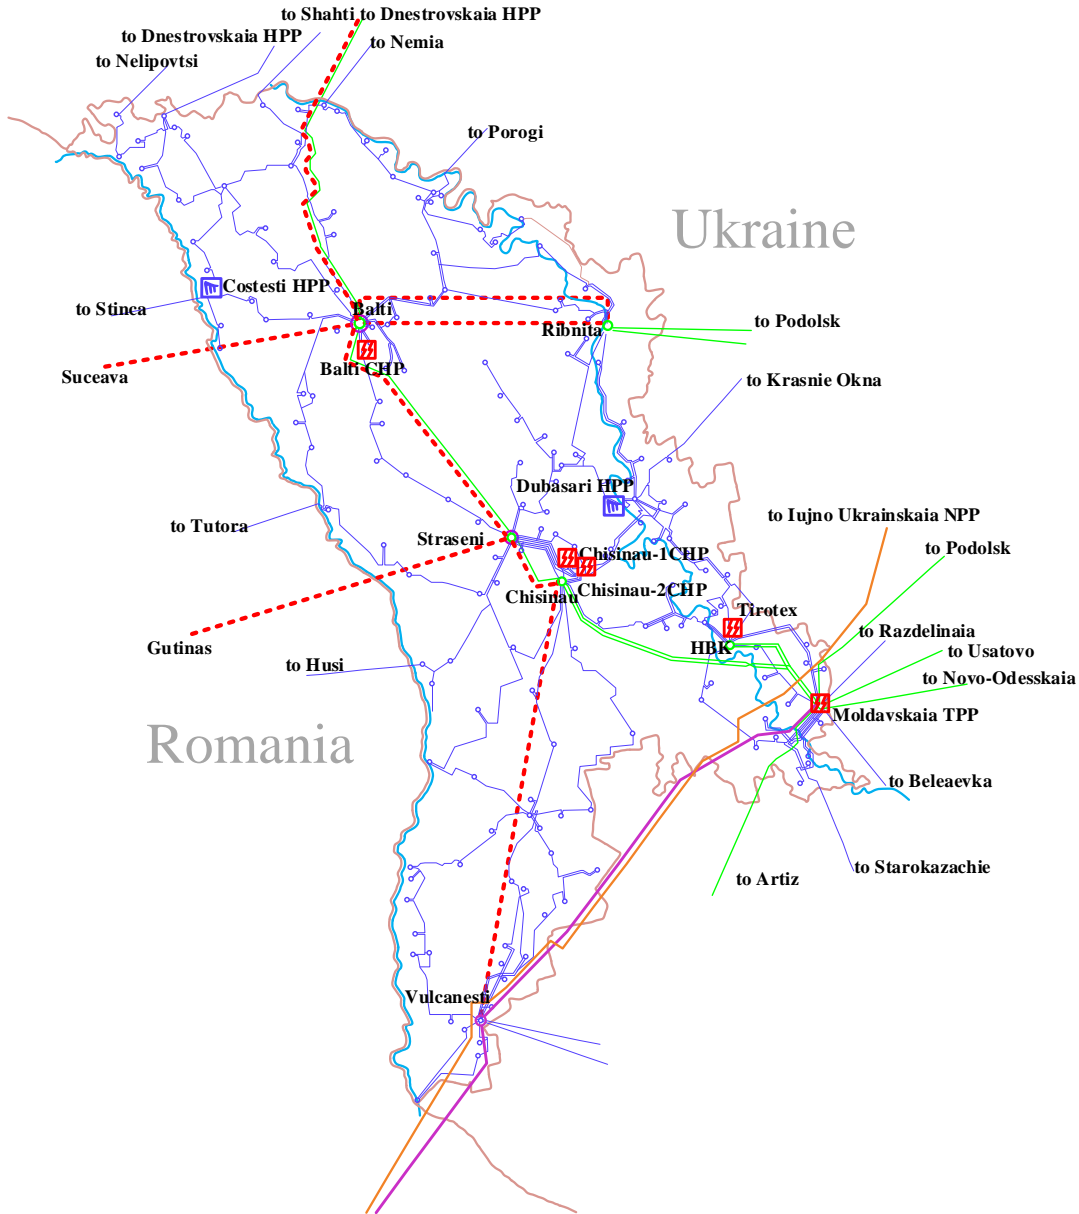 to Shahti to Dnestrovskaia HPP
to Dnestrovskaia HPP
to Nemia
to Nelipovtsi
to Porogi
Ukraine
Costesti HPP
to Stinca
Balti
Ribnita
to Podolsk
Suceava
Balti CHP
to Krasnie Okna
Dubasari HPP
to Iujno Ukrainskaia NPP
to Tutora
Straseni
to Podolsk
Chisinau-1CHP
Chisinau-2CHP
Chisinau
Tirotex
to Razdelinaia
Gutinas
HBK
to Usatovo
to Husi
to Novo-Odesskaia
Moldavskaia TPP
Romania
to Beleaevka
to Starokazachie
to Artiz
Vulcanesti